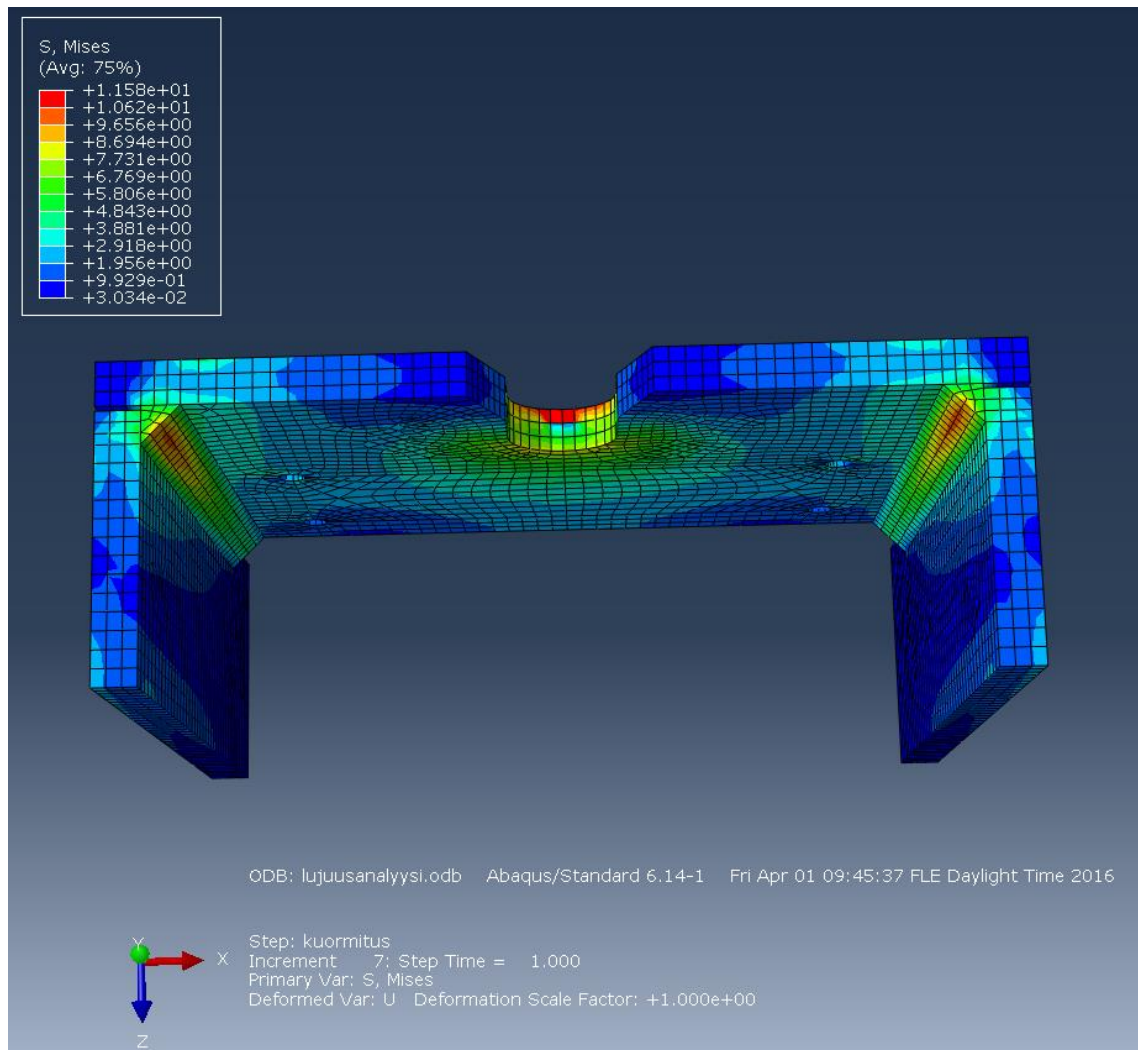 S, Mises
(Avg: 75%)
+1.158e+01
+1.062e+01
+9.656e+00
+8.694e+00
+7.731e+00
+6.769e+00
+5.806e+00
+4.843e+00
+3.881e+00
+2.918e+00
+1.956e+00
+9.929e-01
+3.034e-02
ODB: lujuusanalyysi.odb Abaqus/Standard 6.14-1 Fri Apr 01 09:45:37 FLE Daylight Time 2016
Y
X
Z
Step: kuormitus
Increment 7: Step Time = 1.000
Primary Var: S, Mises
Deformed Var: U Deformation Scale Factor: +1.000e+00